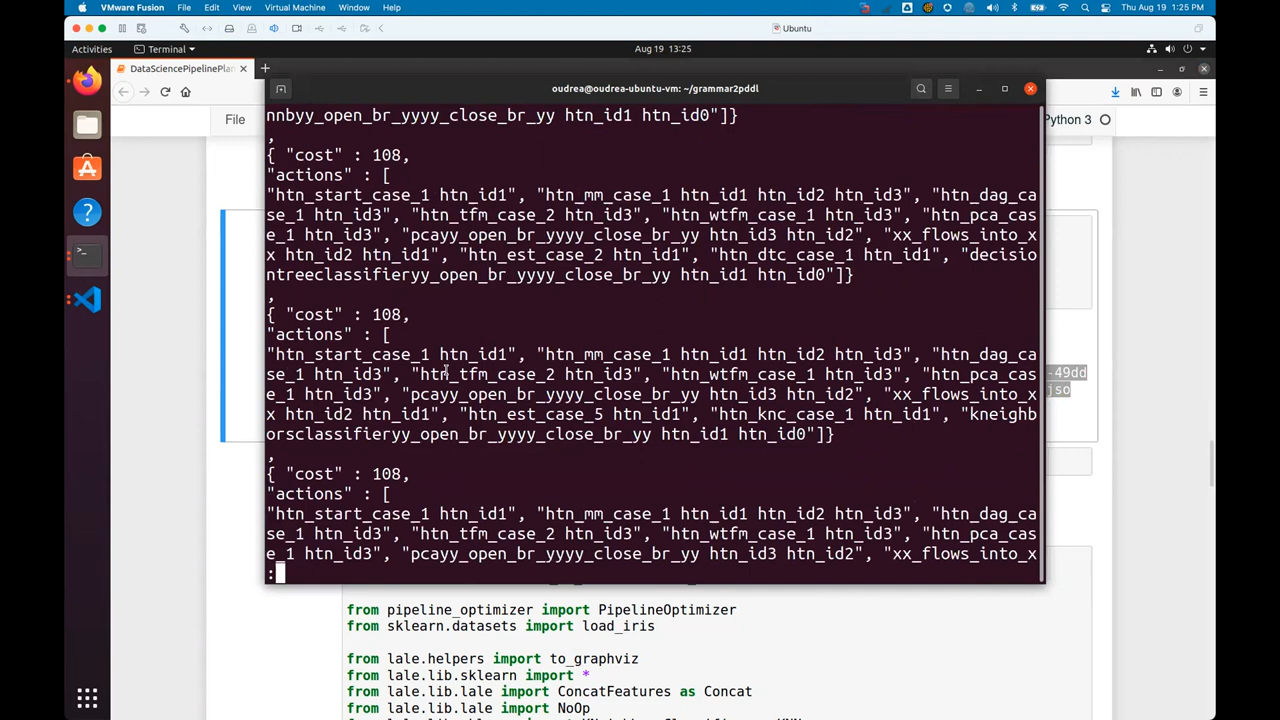 VMware Fusion File Edit View Virtual Machine Window Help Thu Aug 19 1:25 PM
Ubuntu
Activities Terminal Aug 19 13:25
DataSciencePipelinePla
oudrea@oudrea-ubuntu-vm: ~/grammar2pddl
File Python 3
nnbyy_open_br_yyyy_close_br_yy htn_id1 htn_id0"]}
,
{ "cost" : 108,
"actions" : [
"htn_start_case_1 htn_id1", "htn_mm_case_1 htn_id1 htn_id2 htn_id3", "htn_dag_ca
se_1 htn_id3", "htn_tfm_case_2 htn_id3", "htn_wtfm_case_1 htn_id3", "htn_pca_cas
e_1 htn_id3", "pcayy_open_br_yyyy_close_br_yy htn_id3 htn_id2", "xx_flows_into_x
x htn_id2 htn_id1", "htn_est_case_2 htn_id1", "htn_dtc_case_1 htn_id1", "decisio
ntreeclassifieryy_open_br_yyyy_close_br_yy htn_id1 htn_id0"]}
,
{ "cost" : 108,
"actions" : [
"htn_start_case_1 htn_id1", "htn_mm_case_1 htn_id1 htn_id2 htn_id3", "htn_dag_ca
se_1 htn_id3", "htn_tfm_case_2 htn_id3", "htn_wtfm_case_1 htn_id3", "htn_pca_cas
e_1 htn_id3", "pcayy_open_br_yyyy_close_br_yy htn_id3 htn_id2", "xx_flows_into_x
x htn_id2 htn_id1", "htn_est_case_5 htn_id1", "htn_knc_case_1 htn_id1", "kneighb
orsclassifieryy_open_br_yyyy_close_br_yy htn_id1 htn_id0"]}
,
{ "cost" : 108,
"actions" : [
"htn_start_case_1 htn_id1", "htn_mm_case_1 htn_id1 htn_id2 htn_id3", "htn_dag_ca
se_1 htn_id3", "htn_tfm_case_2 htn_id3", "htn_wtfm_case_1 htn_id3", "htn_pca_cas
e_1 htn_id3", "pcayy_open_br_yyyy_close_br_yy htn_id3 htn_id2", "xx_flows_into_x
:
-49dd
jso
from pipeline_optimizer import PipelineOptimizer
from sklearn.datasets import load_iris
from lale.helpers import to_graphviz
from lale.lib.sklearn import *
from lale.lib.lale import ConcatFeatures as Concat
from lale.lib.lale import NoOp